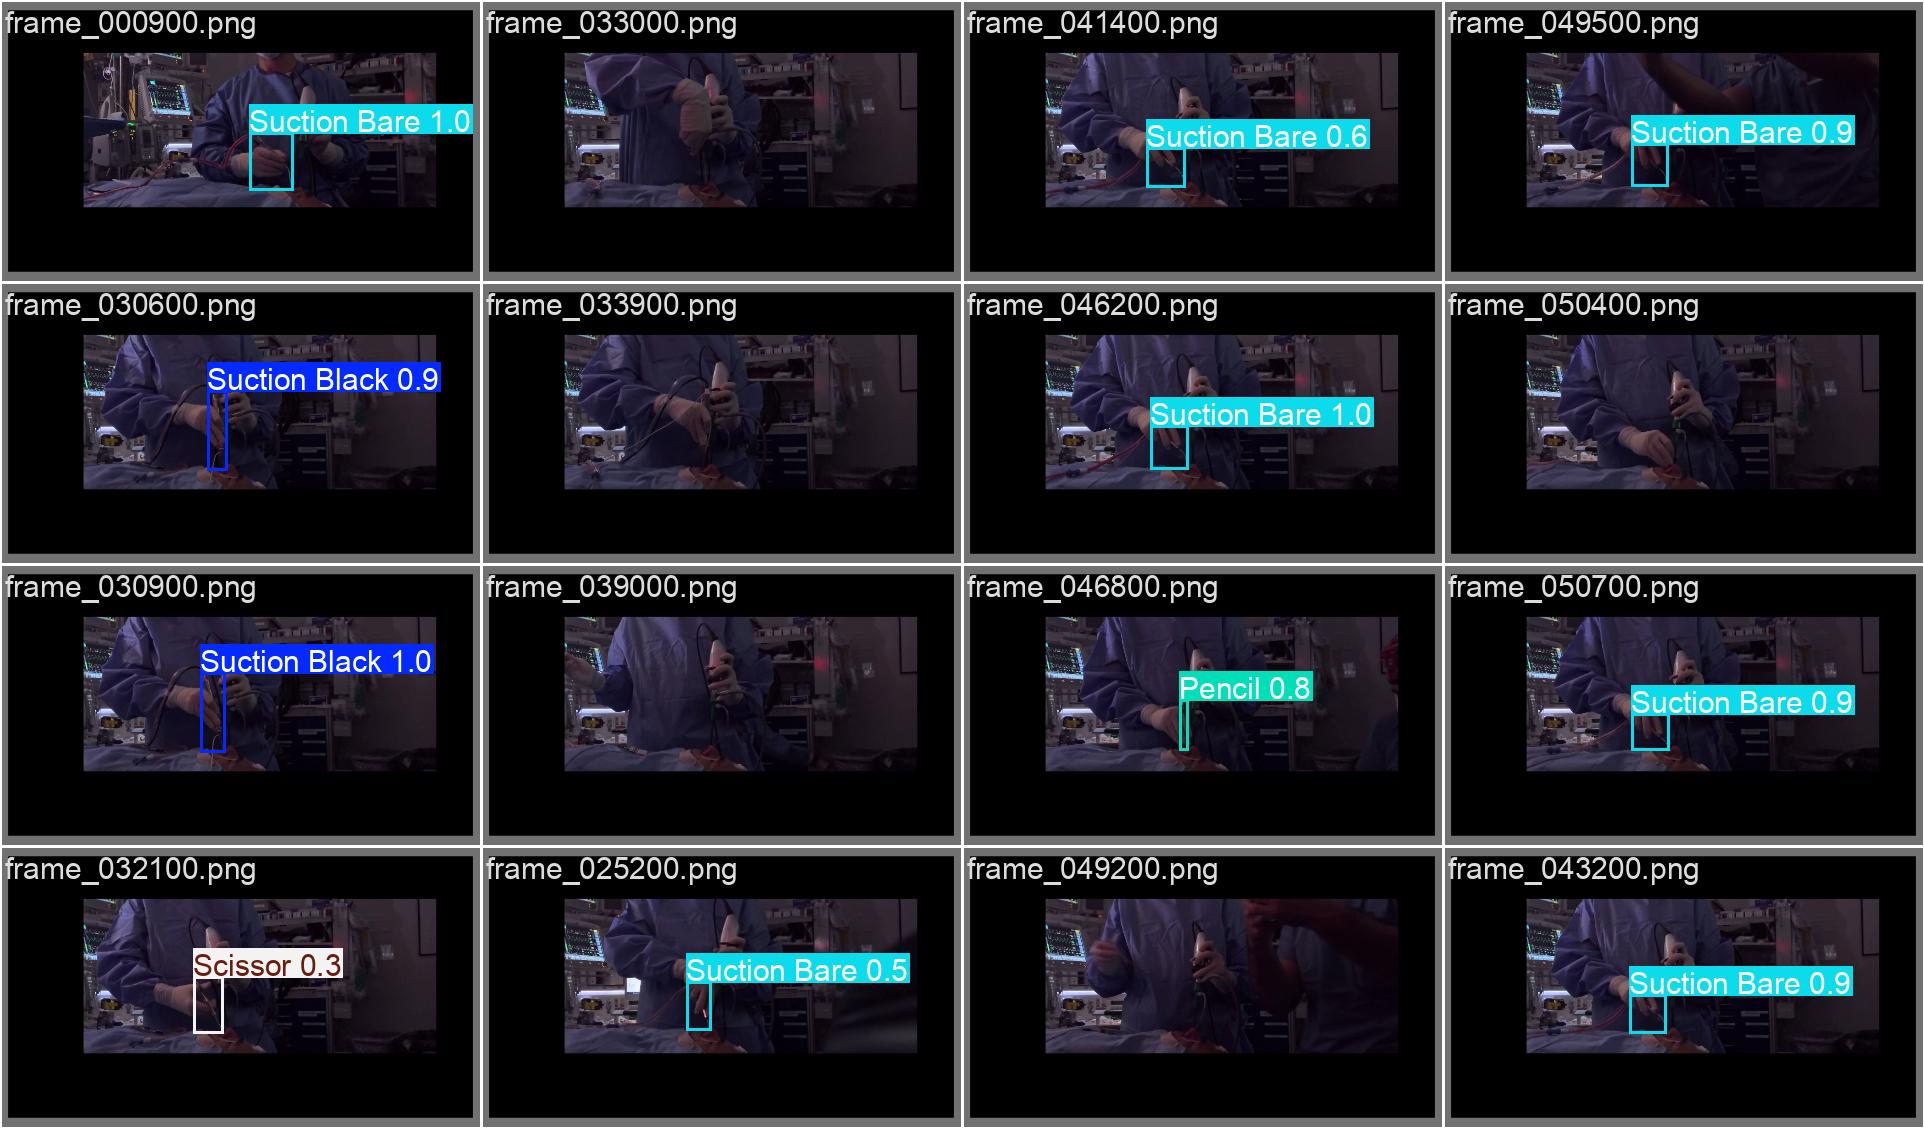 frame_000900.png
Suction Bare 1.0
frame_033000.png
frame_041400.png
Suction Bare 0.6
frame_049500.png
Suction Bare 0.9
frame_030600.png
Suction Black 0.9
frame_033900.png
frame_046200.png
Suction Bare 1.0
frame_050400.png
frame_030900.png
Suction Black 1.0
frame_039000.png
frame_046800.png
Pencil 0.8
frame_050700.png
Suction Bare 0.9
frame_032100.png
Scissor 0.3
frame_025200.png
Suction Bare 0.5
frame_049200.png
frame_043200.png
Suction Bare 0.9